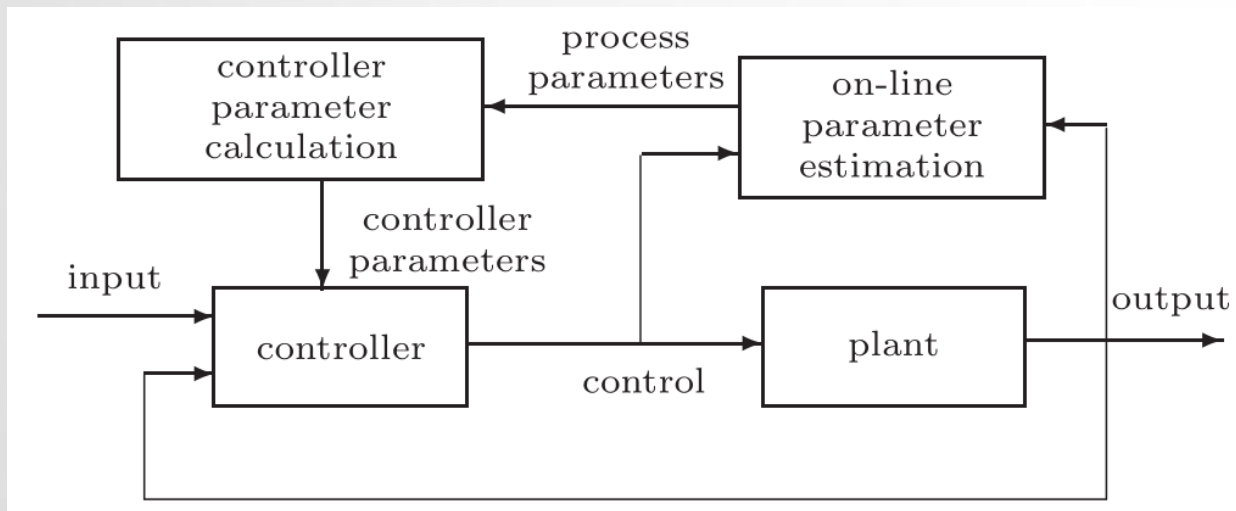 controller
parameter
calculation
process
parameters
on-line
parameter
estimation
controller
parameters
input
controller
control
plant
output